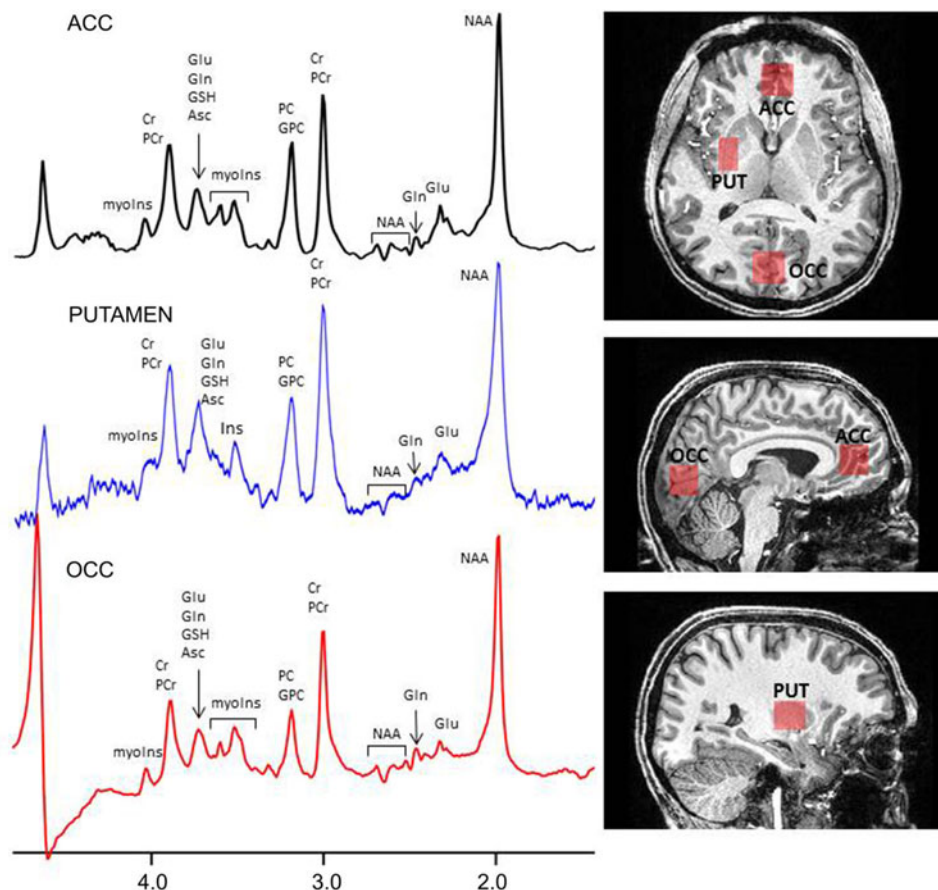 ACC
NAA
Glu
Gln
GSH
Asc
Cr
PCr
Cr
PCr
PC
GPC
myoIns
myoIns
NAA
Gln
Glu
PUTAMEN
Cr
PCr
NAA
Glu
Gln
GSH
Asc
Cr
PCr
PC
GPC
Ins
myoIns
NAA
Gln
Glu
OCC
NAA
Glu
Gln
GSH
Asc
Cr
PCr
Cr
PCr
PC
GPC
myoIns
myoIns
NAA
Gln
Glu
4.0 3.0 2.0
ACC
PUT
OCC
ACC
OCC
PUT